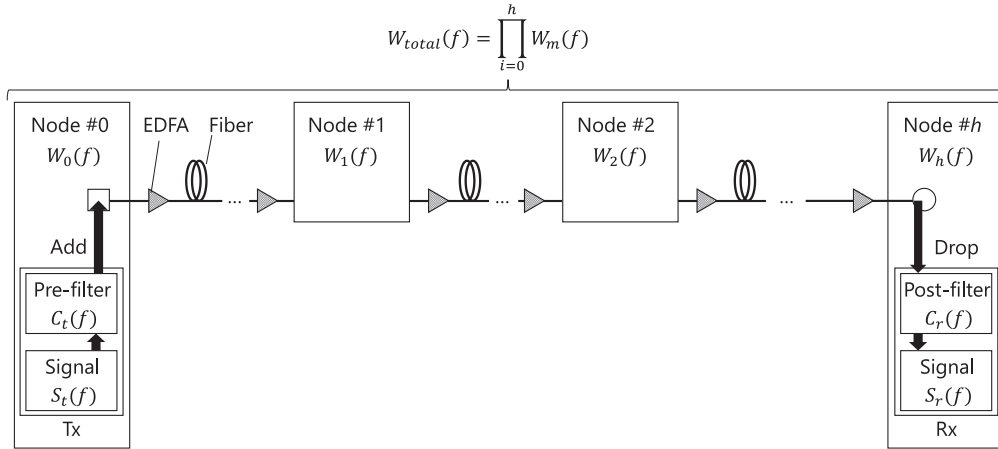 W_total(f) = ∏_{i=0}^{h} W_m(f)
Node #0
W_0(f)
EDFA
Fiber
Node #1
W_1(f)
Node #2
W_2(f)
Node #h
W_h(f)
...
...
...
Add
Drop
Pre-filter
C_t(f)
Signal
S_t(f)
Tx
Post-filter
C_r(f)
Signal
S_r(f)
Rx